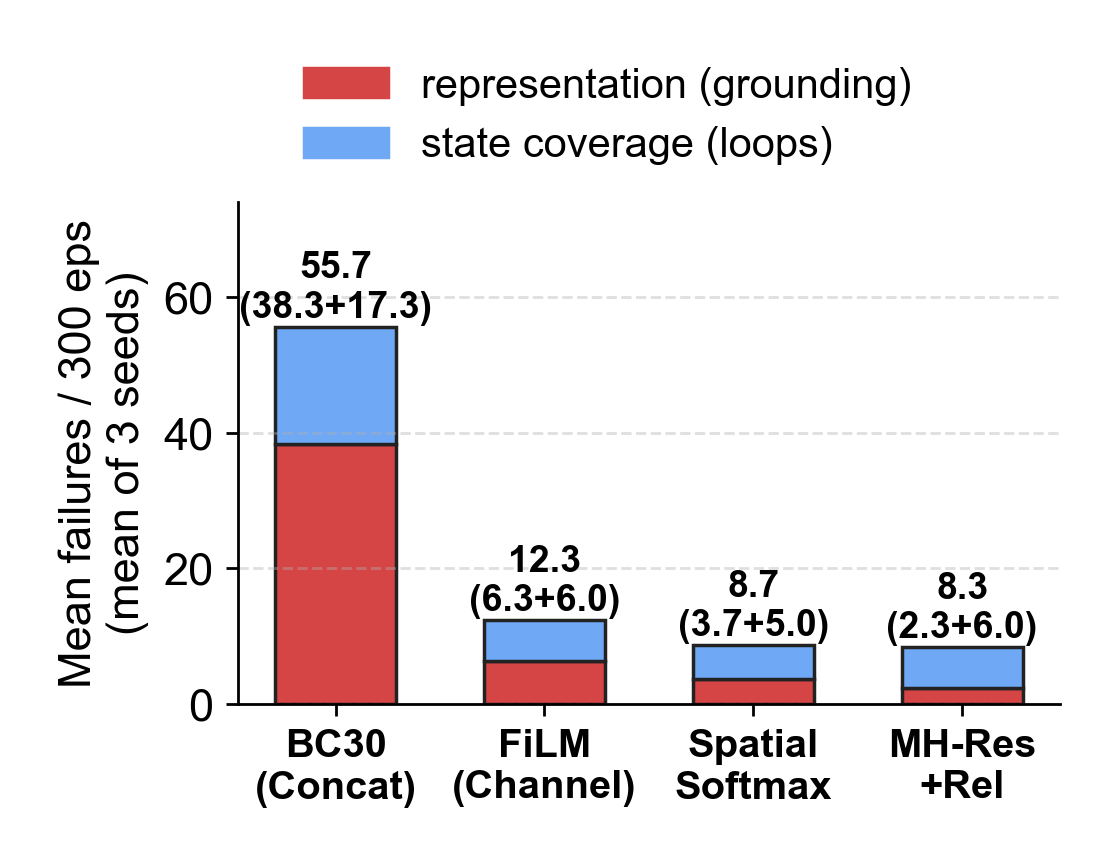 representation (grounding)
state coverage (loops)
Mean failures / 300 eps
(mean of 3 seeds)
60
40
20
0
55.7
(38.3+17.3)
12.3
(6.3+6.0)
8.7
(3.7+5.0)
8.3
(2.3+6.0)
BC30
(Concat)
FiLM
(Channel)
Spatial
Softmax
MH-Res
+Rel